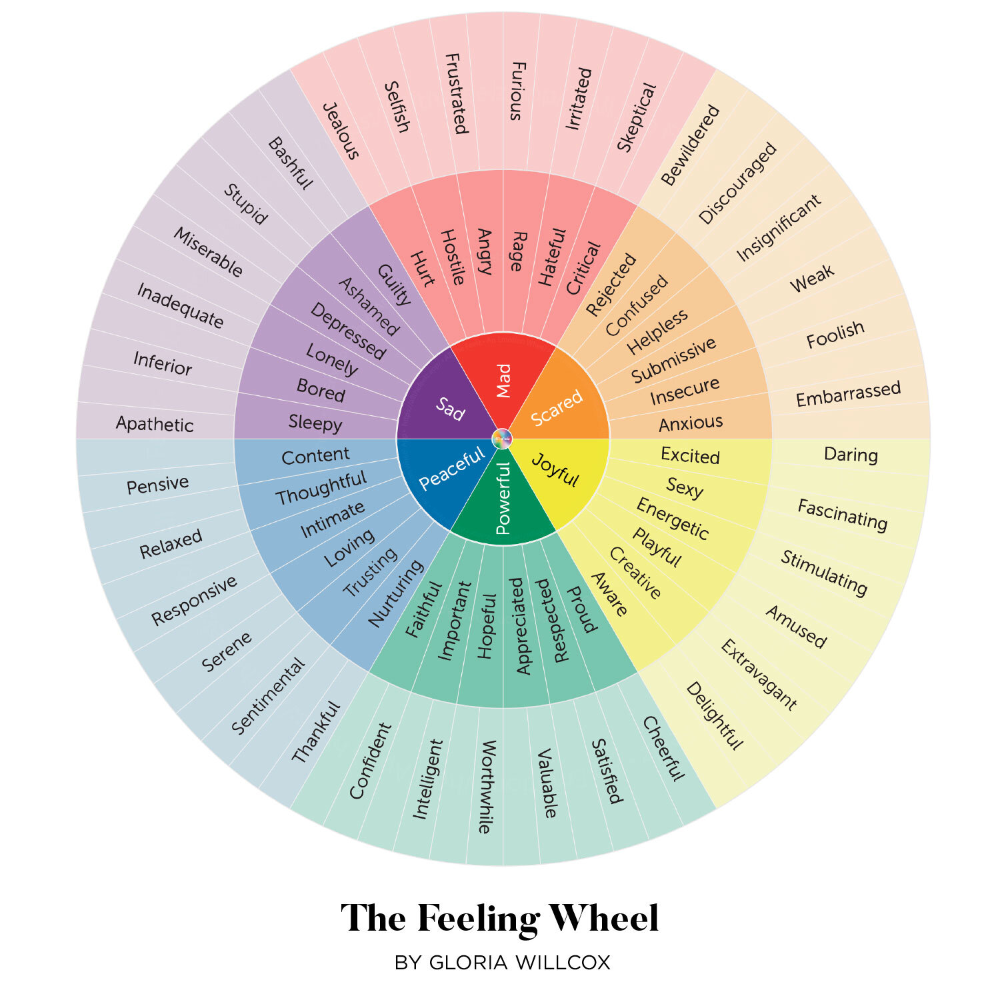 Mad
Scared
Joyful
Powerful
Peaceful
Sad
Hurt
Hostile
Angry
Rage
Hateful
Critical
Rejected
Confused
Helpless
Submissive
Insecure
Anxious
Excited
Sexy
Energetic
Playful
Creative
Aware
Proud
Respected
Appreciated
Hopeful
Important
Faithful
Nurturing
Trusting
Loving
Intimate
Thoughtful
Content
Sleepy
Bored
Lonely
Depressed
Ashamed
Guilty
Jealous
Selfish
Frustrated
Furious
Irritated
Skeptical
Bewildered
Discouraged
Insignificant
Weak
Foolish
Embarrassed
Daring
Fascinating
Stimulating
Amused
Extravagant
Delightful
Cheerful
Satisfied
Valuable
Worthwhile
Intelligent
Confident
Thankful
Sentimental
Serene
Responsive
Relaxed
Pensive
Apathetic
Inferior
Inadequate
Miserable
Stupid
Bashful
The Feeling Wheel
BY GLORIA WILLCOX